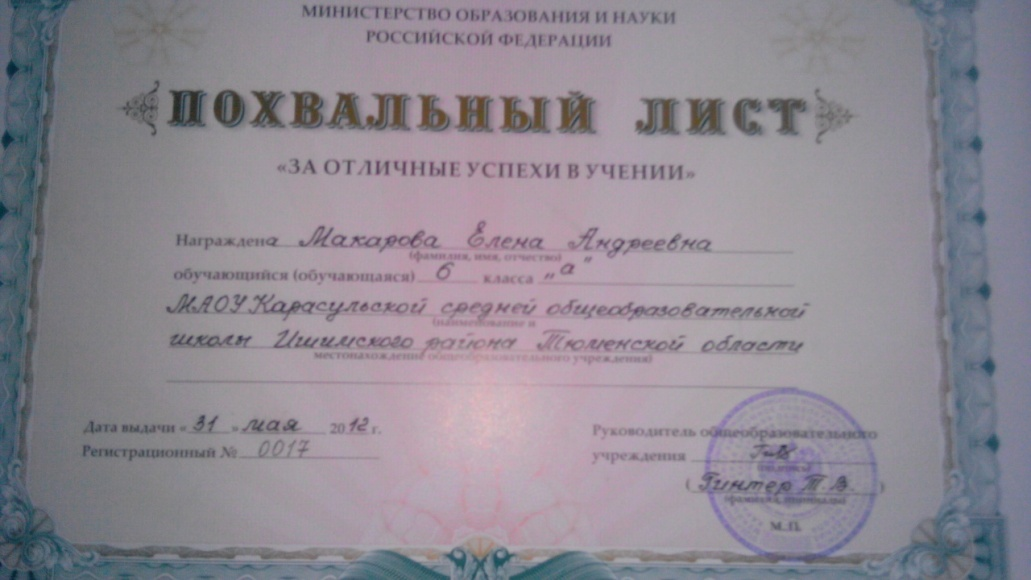 МИНИСТЕРСТВО ОБРАЗОВАНИЯ И НАУКИ
РОССИЙСКОЙ ФЕДЕРАЦИИ
ПОХВАЛЬНЫЙ ЛИСТ
«ЗА ОТЛИЧНЫЕ УСПЕХИ В УЧЕНИИ»
Награждена Макарова Елена Андреевна
(фамилия, имя, отчество)
обучающийся (обучающаяся) 6 класса „а"
МАОУ Карасульской средней общеобразовательной
(наименование и
школы Ишимского района Тюменской области
местонахождение общеобразовательного учреждения)
Дата выдачи « 31 » мая 2012 г.
Регистрационный № 0017
Руководитель общеобразовательного
учреждения
(подпись)
(Гинтер Т.В.)
(фамилия, инициалы)
М.П.